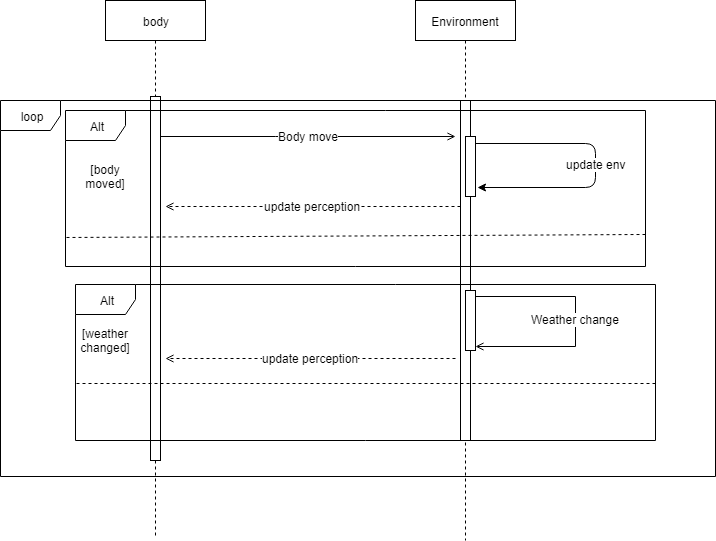 body
Environment
loop
Alt
Body move
[body
moved]
update env
update perception
Alt
[weather
changed]
Weather change
update perception